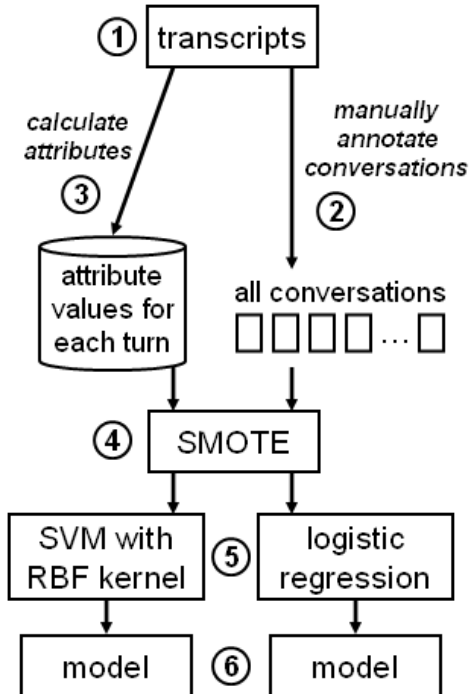 ① transcripts
calculate
attributes
③
manually
annotate
conversations
②
attribute
values for
each turn
all conversations
...
④ SMOTE
SVM with
RBF kernel
⑤
logistic
regression
model ⑥ model